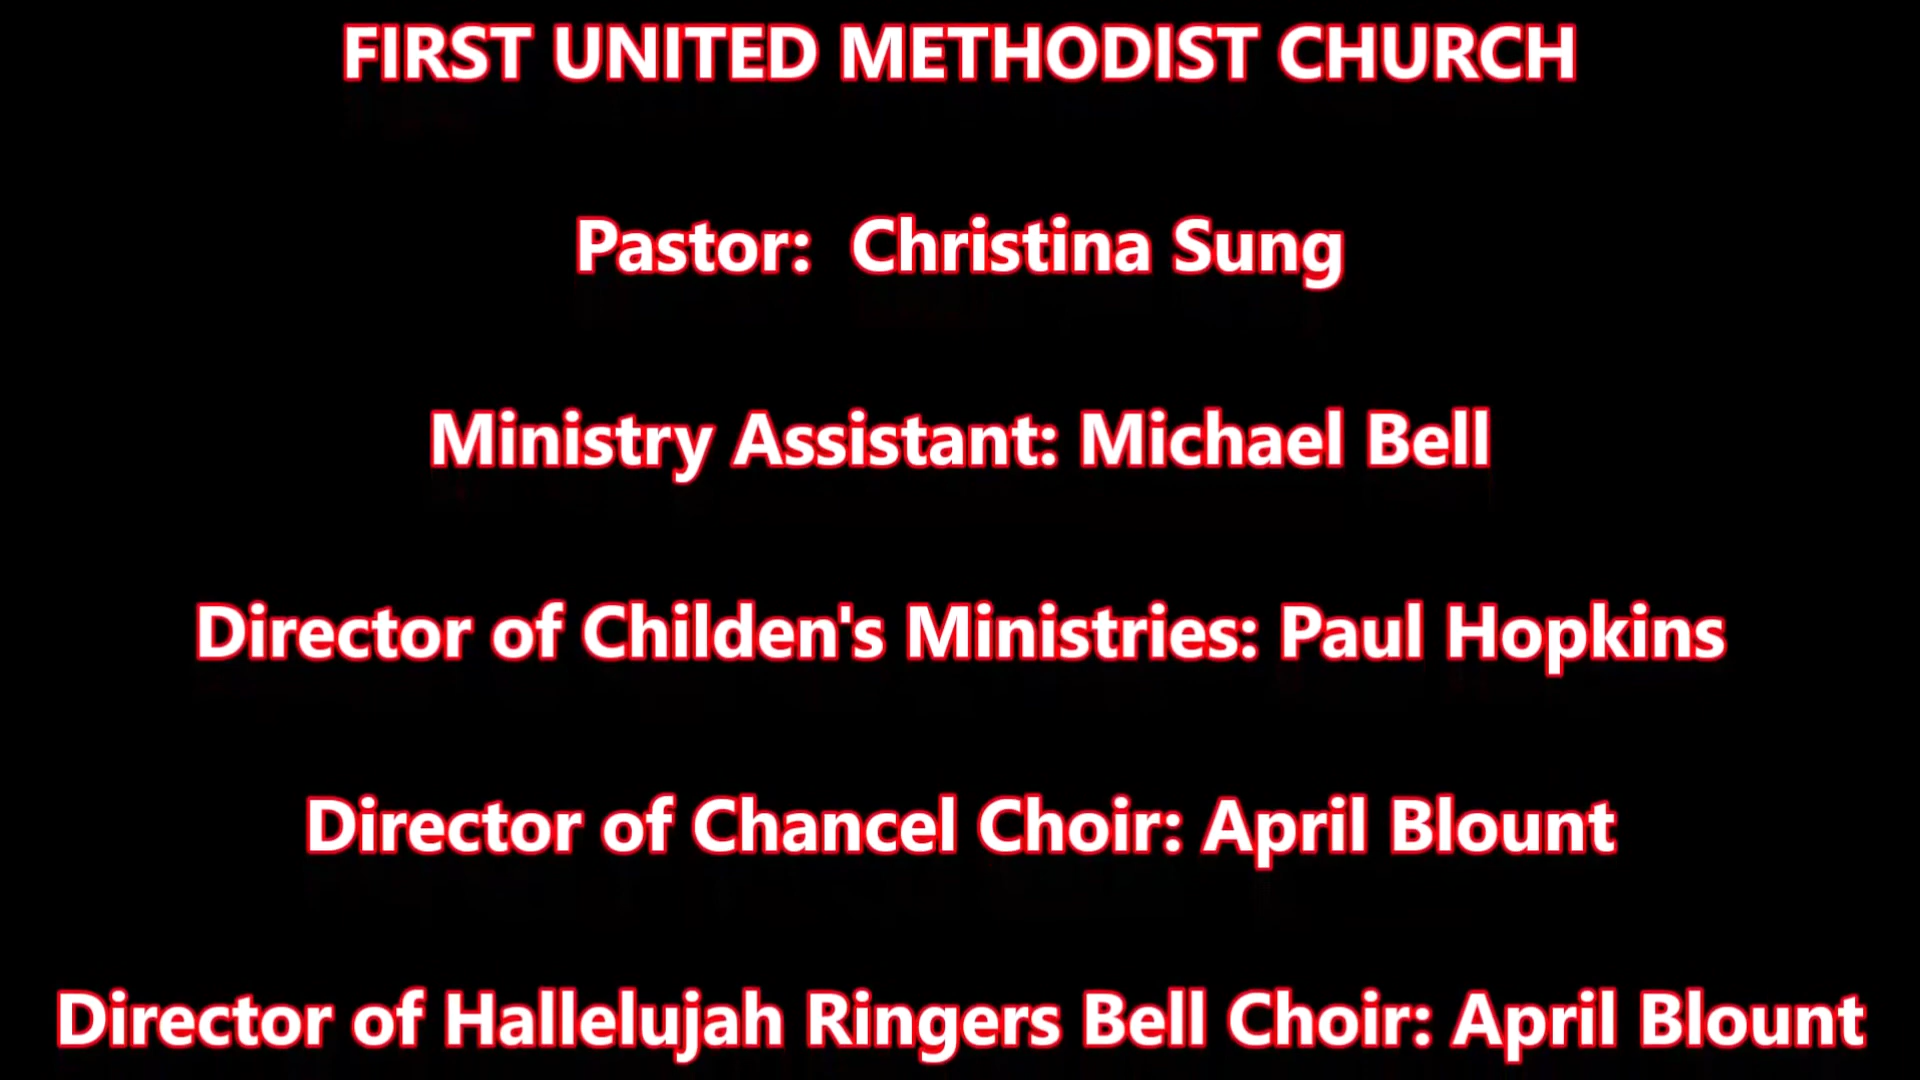 FIRST UNITED METHODIST CHURCH
Pastor:  Christina Sung
Ministry Assistant: Michael Bell
Director of Childen's Ministries: Paul Hopkins
Director of Chancel Choir: April Blount
Director of Hallelujah Ringers Bell Choir: April Blount